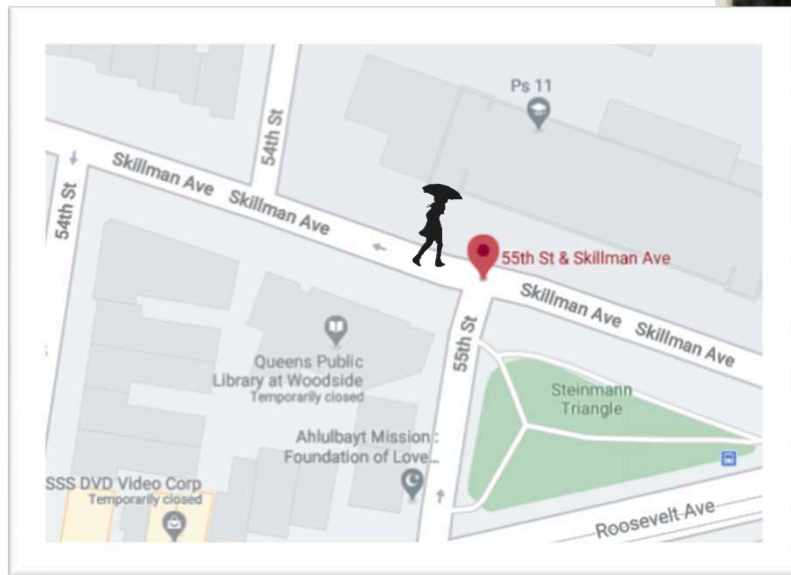 Ps 11
54th St
54th St
Skillman Ave
Skillman Ave
55th St & Skillman Ave
Skillman Ave
Skillman Ave
55th St
Queens Public
Library at Woodside
Temporarily closed
Steinmann
Triangle
Ahlulbayt Mission :
Foundation of Love...
SSS DVD Video Corp
Temporarily closed
Roosevelt Ave